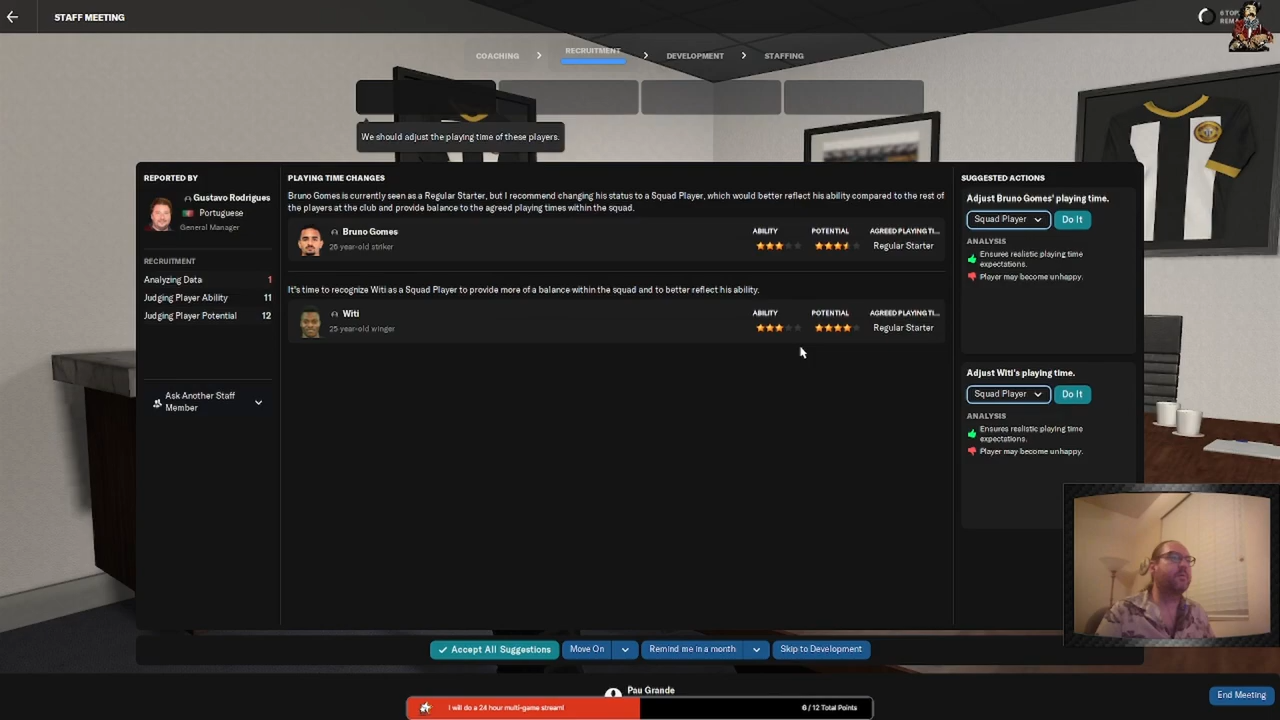 STAFF MEETING
COACHING
RECRUITMENT
DEVELOPMENT
STAFFING
We should adjust the playing time of these players.
REPORTED BY
Gustavo Rodrigues
Portuguese
General Manager
RECRUITMENT
Analyzing Data 1
Judging Player Ability 11
Judging Player Potential 12
Ask Another Staff
Member
PLAYING TIME CHANGES
Bruno Gomes is currently seen as a Regular Starter, but I recommend changing his status to a Squad Player, which would better reflect his ability compared to the rest of
the players at the club and provide balance to the agreed playing times within the squad.
Bruno Gomes
26 year-old striker
ABILITY
POTENTIAL
AGREED PLAYING TI...
Regular Starter
It's time to recognize Witi as a Squad Player to provide more of a balance within the squad and to better reflect his ability.
Witi
25 year-old winger
ABILITY
POTENTIAL
AGREED PLAYING TI...
Regular Starter
SUGGESTED ACTIONS
Adjust Bruno Gomes' playing time.
Squad Player
Do It
ANALYSIS
Ensures realistic playing time
expectations.
Player may become unhappy.
Adjust Witi's playing time.
Squad Player
Do It
ANALYSIS
Ensures realistic playing time
expectations.
Player may become unhappy.
Accept All Suggestions
Move On
Remind me in a month
Skip to Development
Pau Grande
End Meeting
I will do a 24 hour multi-game stream!
6 / 12 Total Points